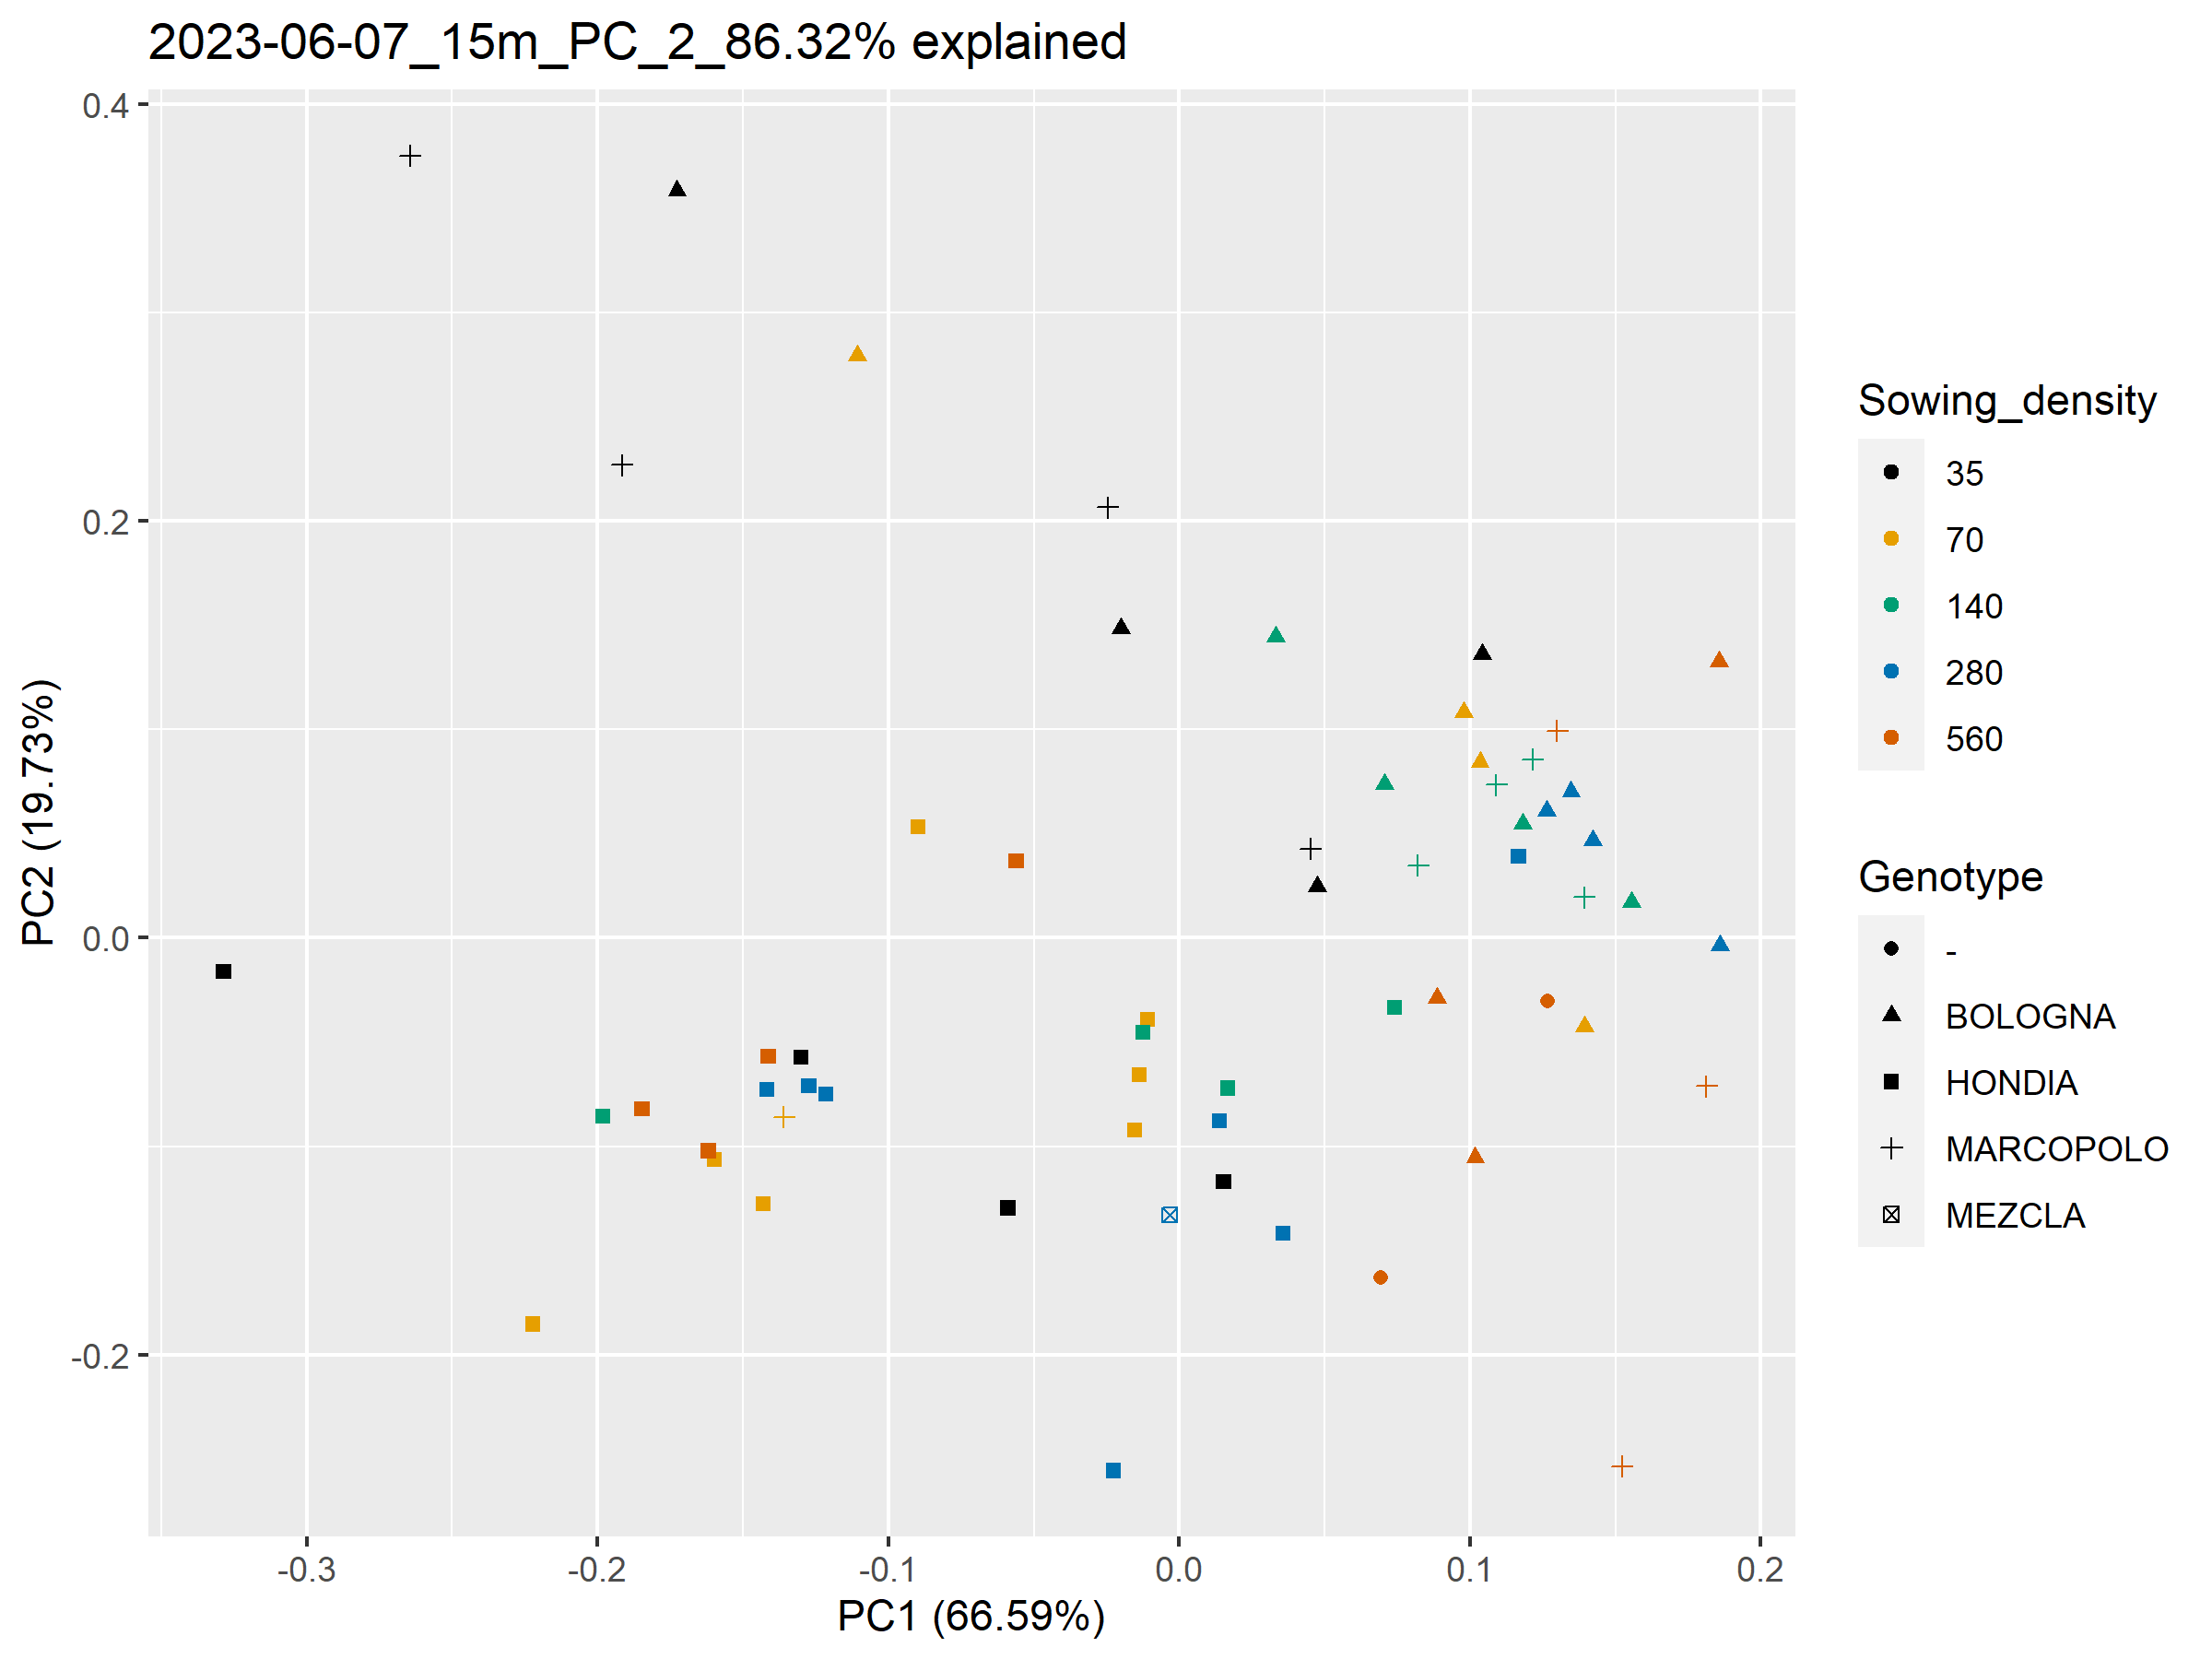 2023-06-07_15m_PC_2_86.32% explained
0.4
0.2
0.0
-0.2
PC2 (19.73%)
-0.3
-0.2
-0.1
0.0
0.1
0.2
PC1 (66.59%)
Sowing_density
35
70
140
280
560
Genotype
-
BOLOGNA
HONDIA
MARCOPOLO
MEZCLA